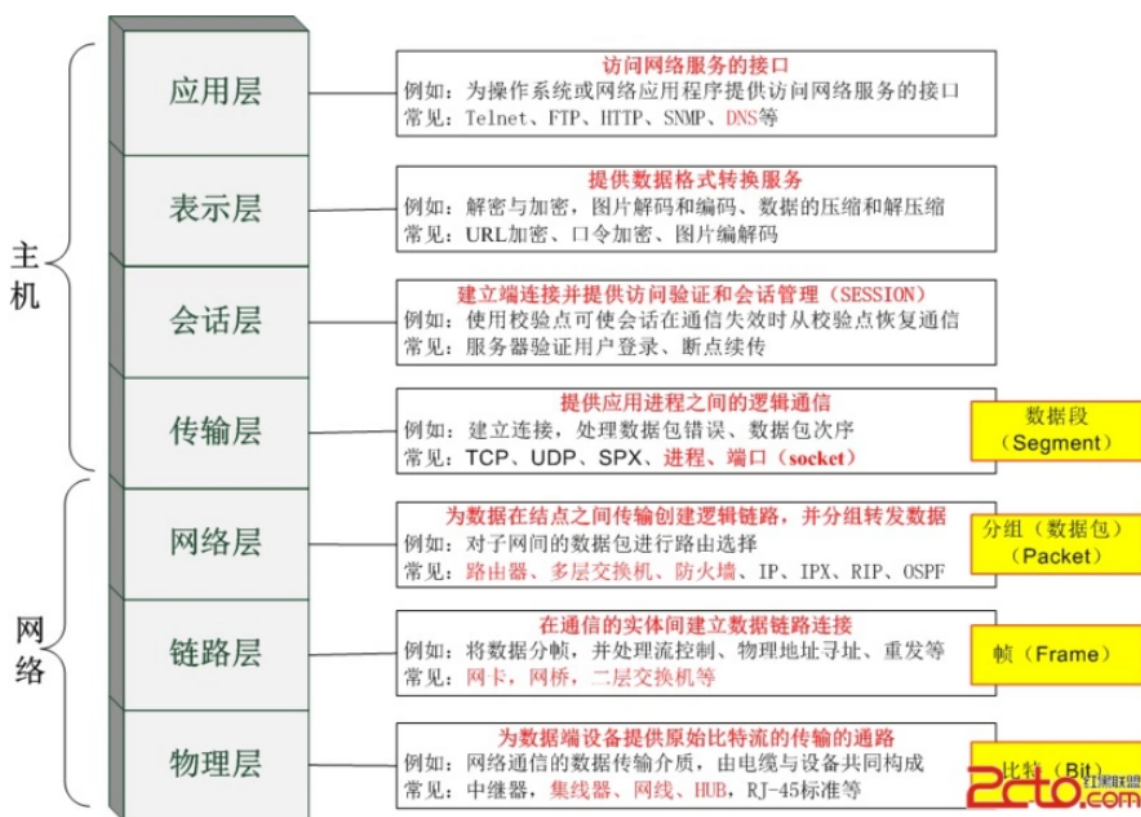 主机
网络
应用层
访问网络服务的接口
例如：为操作系统或网络应用程序提供访问网络服务的接口
常见：Telnet、FTP、HTTP、SNMP、DNS等
表示层
提供数据格式转换服务
例如：解密与加密，图片解码和编码、数据的压缩和解压缩
常见：URL加密、口令加密、图片编解码
会话层
建立端连接并提供访问验证和会话管理（SESSION）
例如：使用校验点可使会话在通信失效时从校验点恢复通信
常见：服务器验证用户登录、断点续传
传输层
提供应用进程之间的逻辑通信
例如：建立连接，处理数据包错误、数据包次序
常见：TCP、UDP、SPX、进程、端口（socket）
数据段
（Segment）
网络层
为数据在结点之间传输创建逻辑链路，并分组转发数据
例如：对子网间的数据包进行路由选择
常见：路由器、多层交换机、防火墙、IP、IPX、RIP、OSPF
分组（数据包）
（Packet）
链路层
在通信的实体间建立数据链路连接
例如：将数据分帧，并处理流控制、物理地址寻址、重发等
常见：网卡，网桥，二层交换机等
帧（Frame）
物理层
为数据端设备提供原始比特流的传输的通路
例如：网络通信的数据传输介质，由电缆与设备共同构成
常见：中继器，集线器、网线、HUB，RJ-45标准等
比特（Bit）
2cto.com
红黑联盟